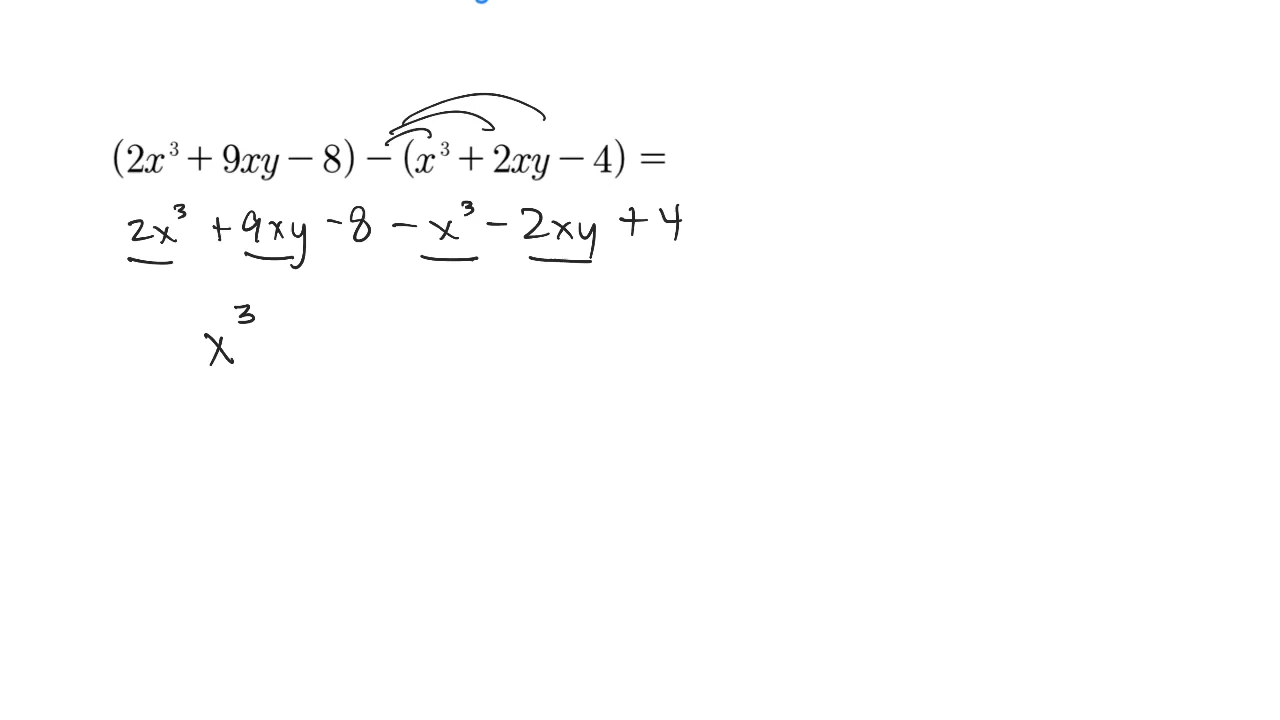 (2x³ + 9xy − 8) − (x³ + 2xy − 4) =
2x³ + 9xy - 8 - x³ - 2xy + 4
x³